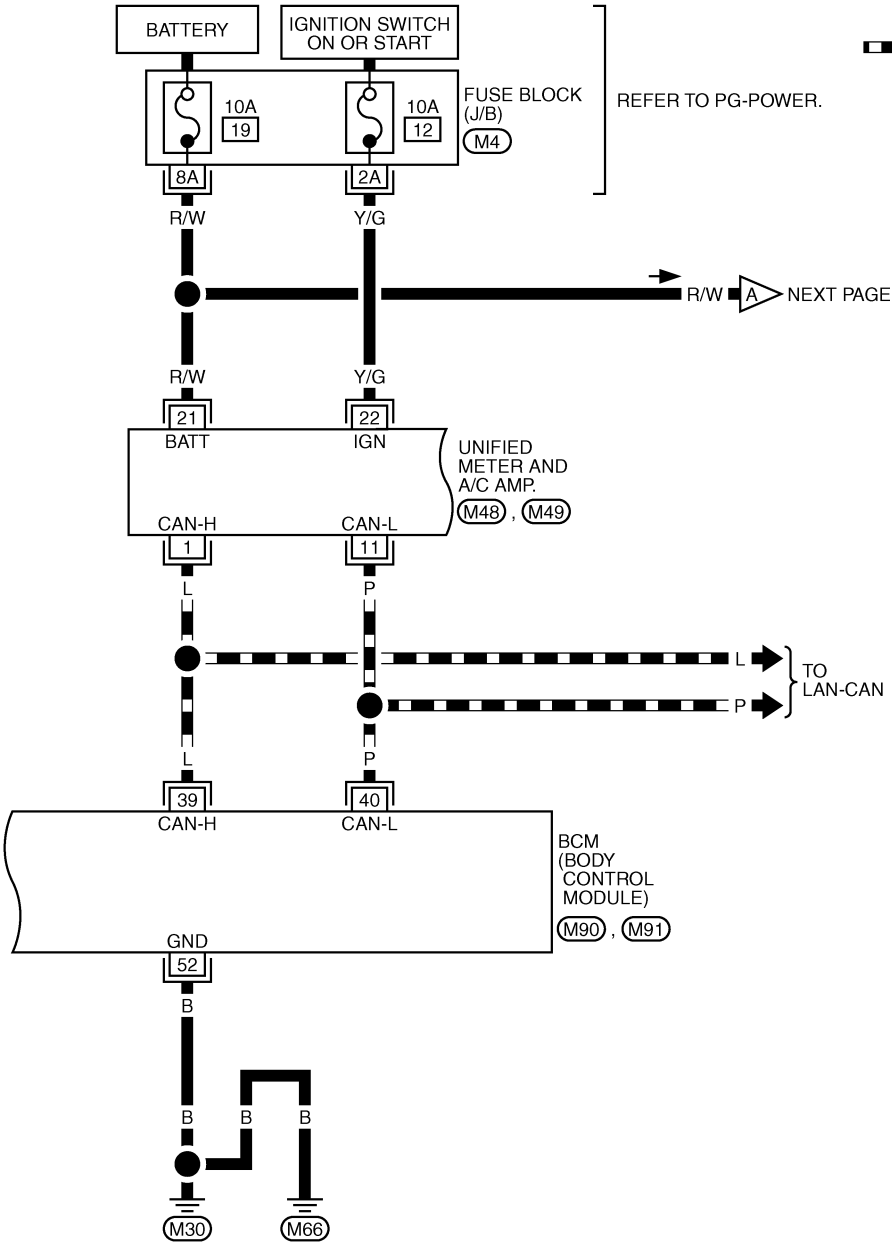 BATTERY
IGNITION SWITCH
ON OR START
10A
19
10A
12
FUSE BLOCK
(J/B)
M4
REFER TO PG-POWER.
8A
2A
R/W
Y/G
R/W
A
NEXT PAGE
R/W
Y/G
21
22
BATT
IGN
UNIFIED
METER AND
A/C AMP.
M48 , M49
CAN-H
CAN-L
1
11
L
P
L
P
TO
LAN-CAN
L
P
39
40
CAN-H
CAN-L
BCM
(BODY
CONTROL
MODULE)
M90 , M91
GND
52
B
B
B
B
M30
M66